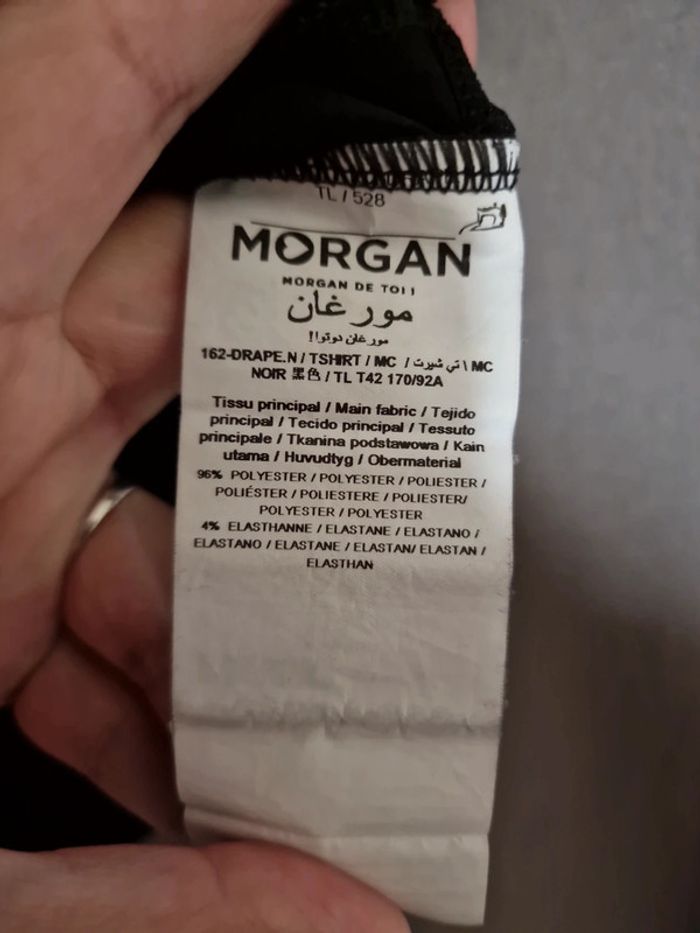 TL / 528
MORGAN
MORGAN DE TOI !
مورغان
مورغان دوتوا!
162-DRAPE.N / TSHIRT / MC / تي شيرت \ MC
NOIR 黑色 / TL T42 170/92A
Tissu principal / Main fabric / Tejido
principal / Tecido principal / Tessuto
principale / Tkanina podstawowa / Kain
utama / Huvudtyg / Obermaterial
96% POLYESTER / POLYESTER / POLIESTER /
POLIÉSTER / POLIESTERE / POLIESTER/
POLYESTER / POLYESTER
4% ELASTHANNE / ELASTANE / ELASTANO /
ELASTANO / ELASTANE / ELASTAN/ ELASTAN /
ELASTHAN